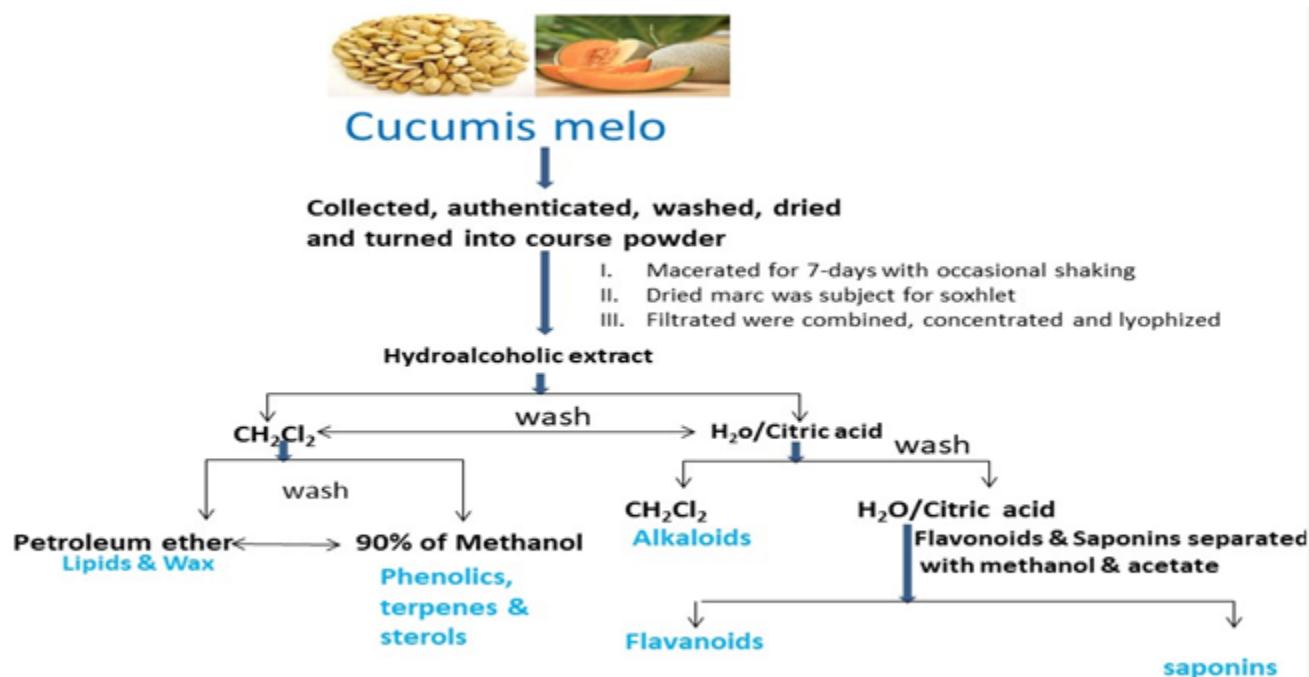 Cucumis melo
Collected, authenticated, washed, dried
and turned into course powder
I. Macerated for 7-days with occasional shaking
II. Dried marc was subject for soxhlet
III. Filtrated were combined, concentrated and lyophized
Hydroalcoholic extract
wash
CH₂Cl₂
H₂o/Citric acid
wash
wash
Petroleum ether
Lipids & Wax
90% of Methanol
Phenolics,
terpenes &
sterols
CH₂Cl₂
Alkaloids
H₂O/Citric acid
Flavonoids & Saponins separated
with methanol & acetate
Flavanoids
saponins